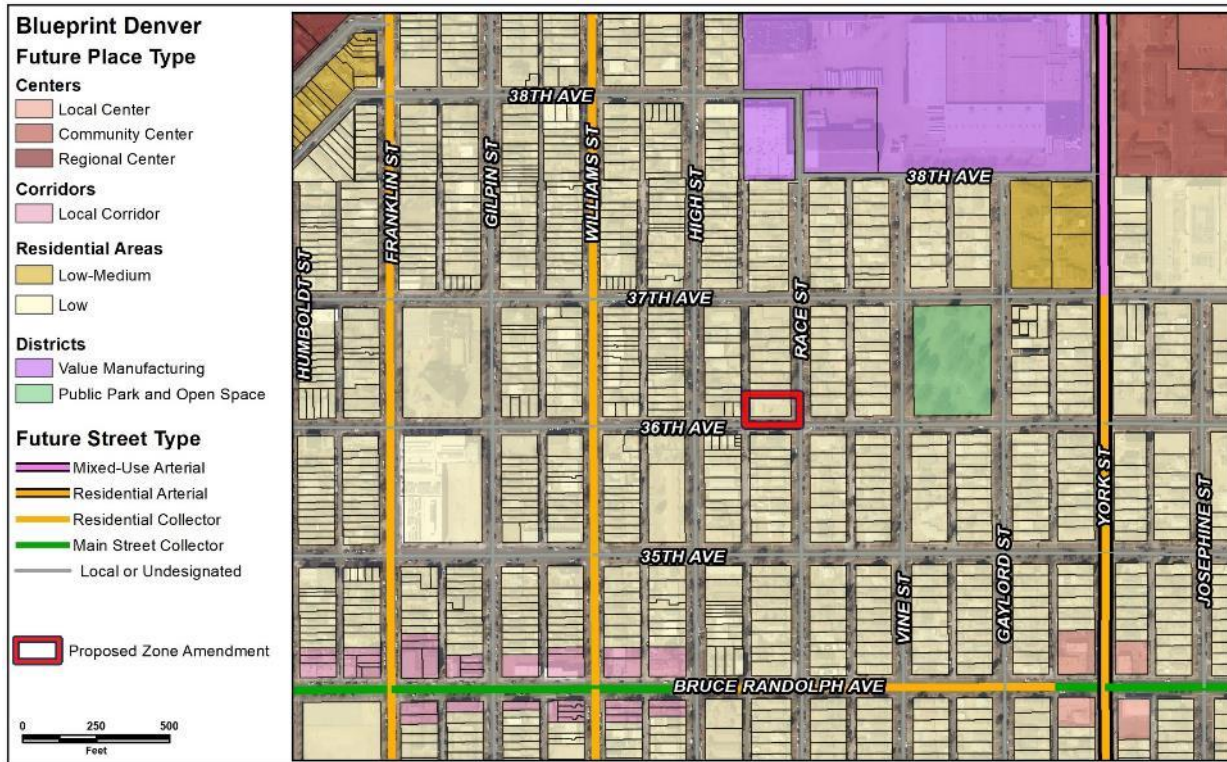 Blueprint Denver
Future Place Type
Centers
Local Center
Community Center
Regional Center
Corridors
Local Corridor
Residential Areas
Low-Medium
Low
Districts
Value Manufacturing
Public Park and Open Space
Future Street Type
Mixed-Use Arterial
Residential Arterial
Residential Collector
Main Street Collector
Local or Undesignated
Proposed Zone Amendment
0 250 500
Feet
38TH AVE
38TH AVE
HUMBOLDT ST
FRANKLIN ST
GILPIN ST
WILLIAMS ST
HIGH ST
37TH AVE
RACE ST
36TH AVE
35TH AVE
VINE ST
GAYLORD ST
YORK ST
JOSEPHINE ST
BRUCE RANDOLPH AVE